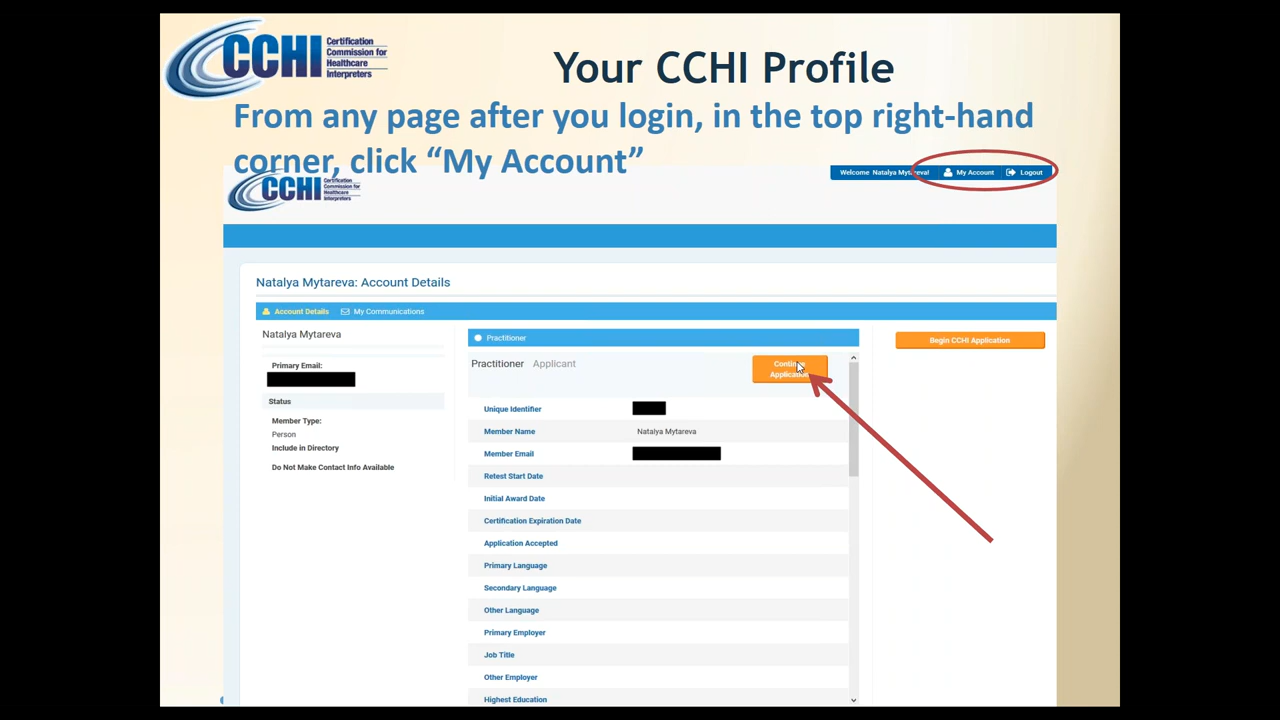 CCHI
Certification
Commission for
Healthcare
Interpreters
Your CCHI Profile
From any page after you login, in the top right-hand
corner, click “My Account”
CCHI
Certification
Commission for
Healthcare
Interpreters
Welcome Natalya Mytareva!
My Account
Logout
Natalya Mytareva: Account Details
Account Details
My Communications
Natalya Mytareva
Primary Email:
Status
Member Type:
Person
Include in Directory
Do Not Make Contact Info Available
Practitioner
Practitioner Applicant
Continue
Application
Unique Identifier
Member Name Natalya Mytareva
Member Email
Retest Start Date
Initial Award Date
Certification Expiration Date
Application Accepted
Primary Language
Secondary Language
Other Language
Primary Employer
Job Title
Other Employer
Highest Education
Begin CCHI Application